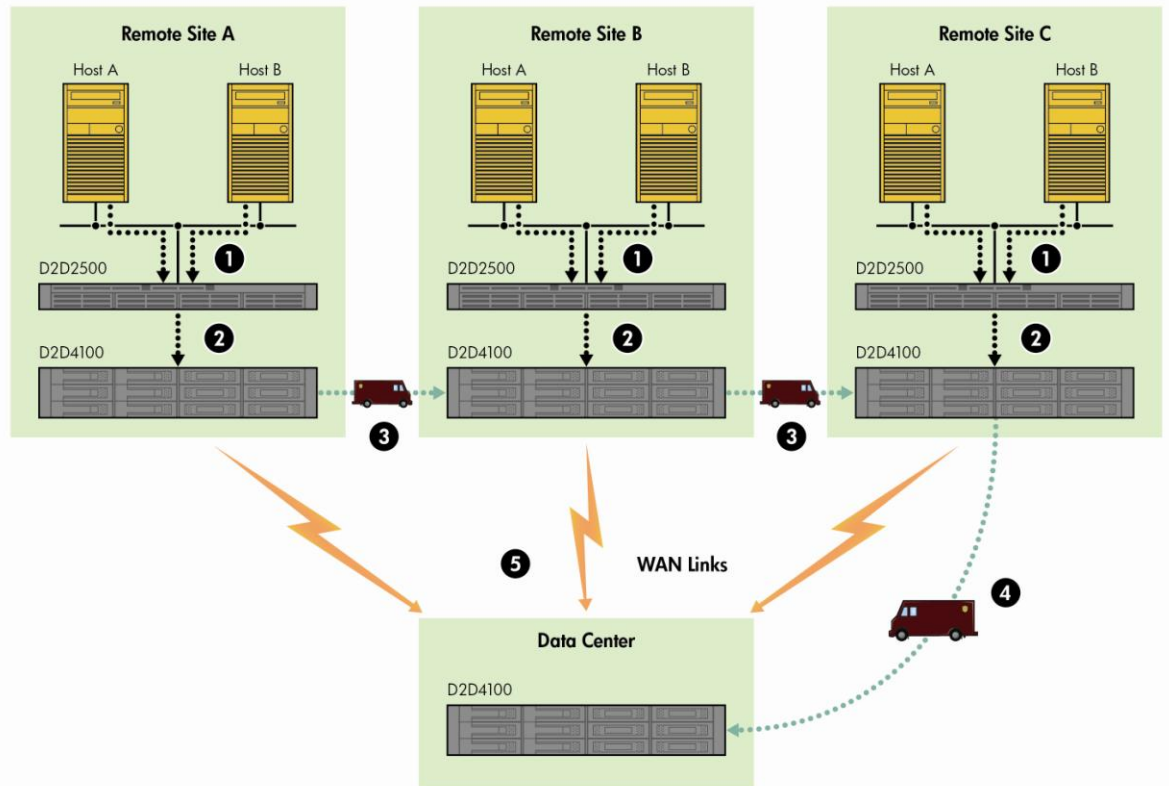 Remote Site A
Remote Site B
Remote Site C
Host A
Host B
Host A
Host B
Host A
Host B
1
1
1
D2D2500
D2D2500
D2D2500
2
2
2
D2D4100
D2D4100
D2D4100
3
3
5
WAN Links
4
Data Center
D2D4100